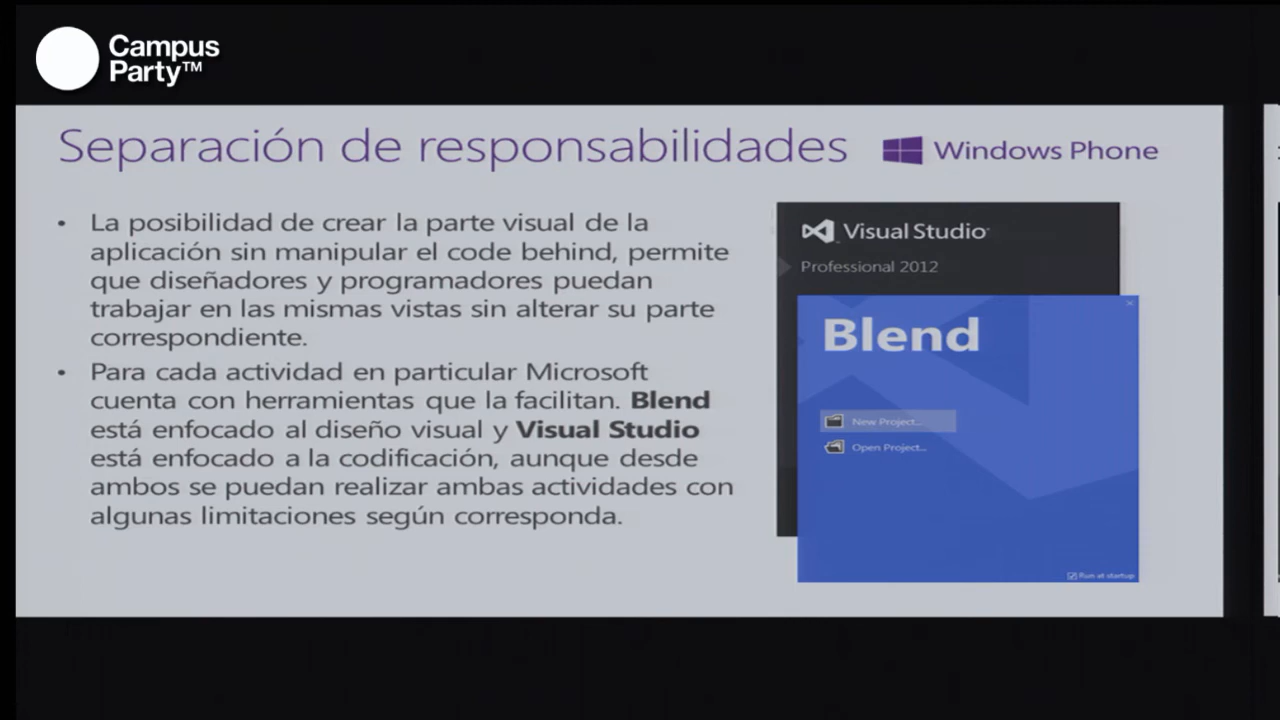 Campus
Party™
Separación de responsabilidades
Windows Phone
• La posibilidad de crear la parte visual de la
aplicación sin manipular el code behind, permite
que diseñadores y programadores puedan
trabajar en las mismas vistas sin alterar su parte
correspondiente.
• Para cada actividad en particular Microsoft
cuenta con herramientas que la facilitan. Blend
está enfocado al diseño visual y Visual Studio
está enfocado a la codificación, aunque desde
ambos se puedan realizar ambas actividades con
algunas limitaciones según corresponda.
Visual Studio
Professional 2012
Blend
New Project...
Open Project...
Run at startup